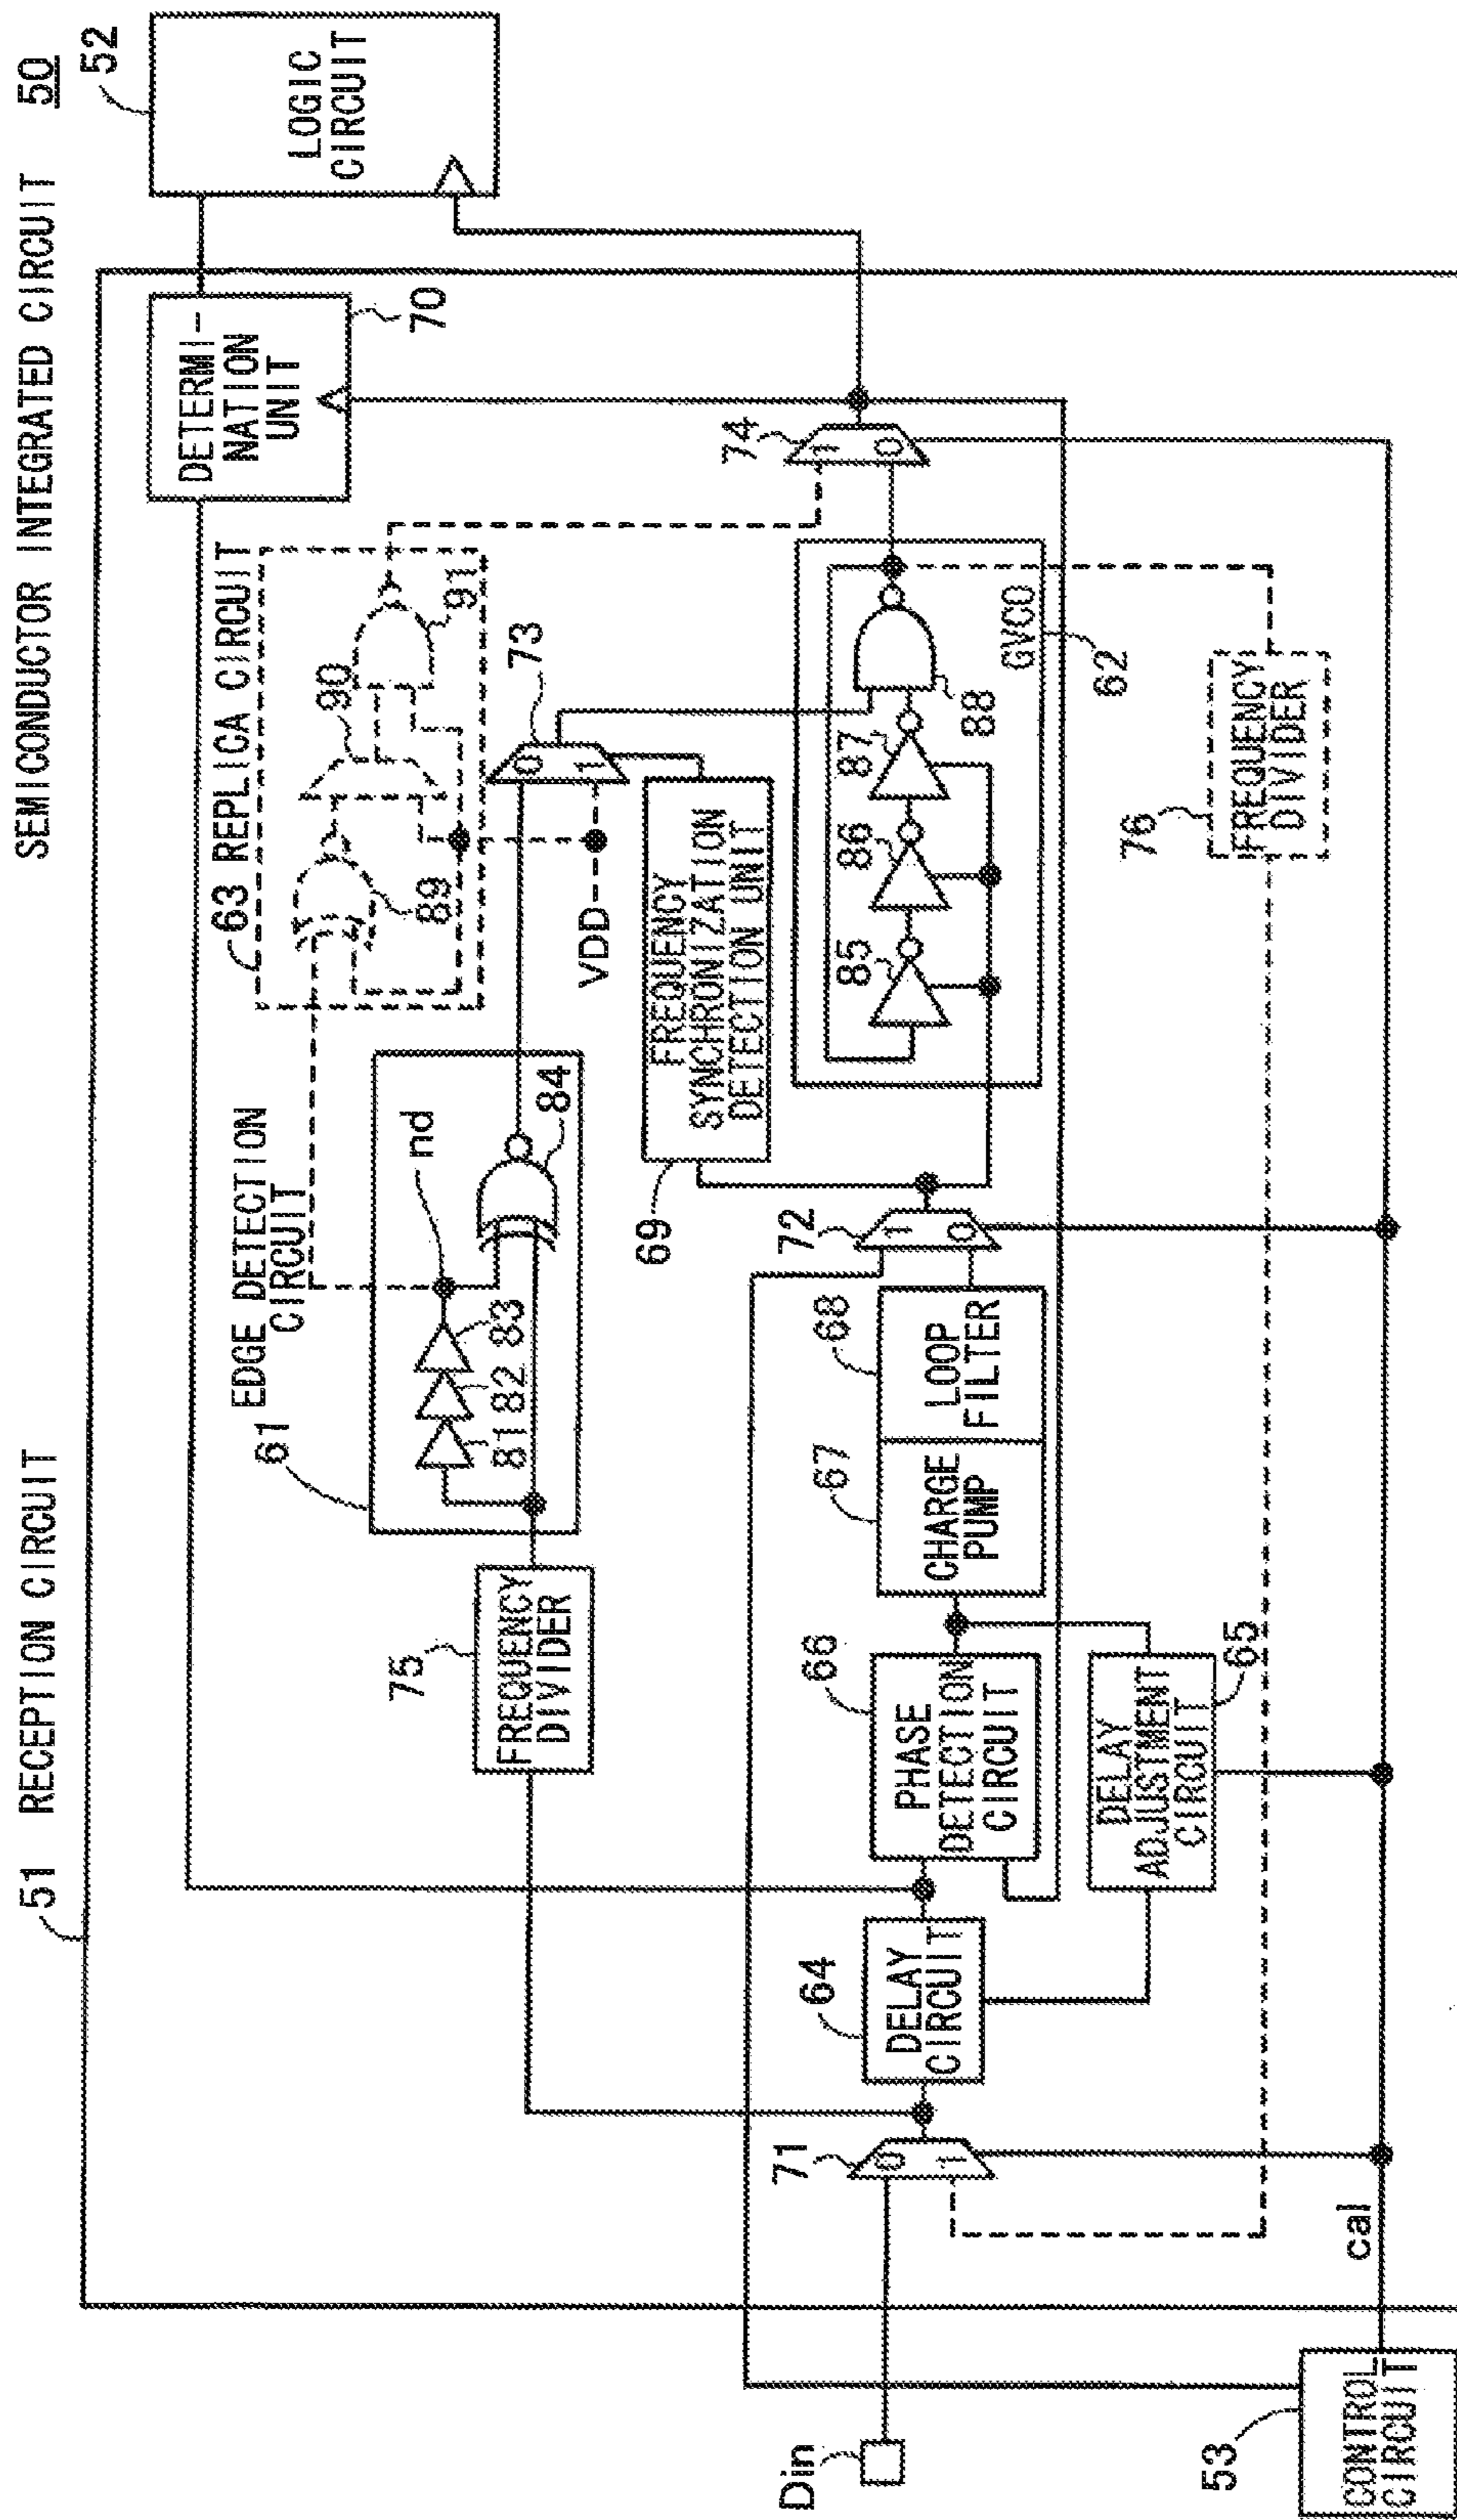 SEMICONDUCTOR INTEGRATED CIRCUIT 50
51 RECEPTION CIRCUIT
52
LOGIC
CIRCUIT
DETERMI-
NATION
UNIT
70
63 REPLICA CIRCUIT
89
90
91
EDGE DETECTION
CIRCUIT
61
nd
81
82
83
84
75
FREQUENCY
DIVIDER
73
0
1
VDD
74
1
0
FREQUENCY
SYNCHRONIZATION
DETECTION UNIT
69
85
86
87
88
GVCO
62
76
FREQUENCY
DIVIDER
72
1
0
68
LOOP
FILTER
67
CHARGE
PUMP
66
PHASE
DETECTION
CIRCUIT
DELAY
ADJUSTMENT
CIRCUIT
65
64
DELAY
CIRCUIT
71
0
1
cal
Din
53
CONTROL
CIRCUIT